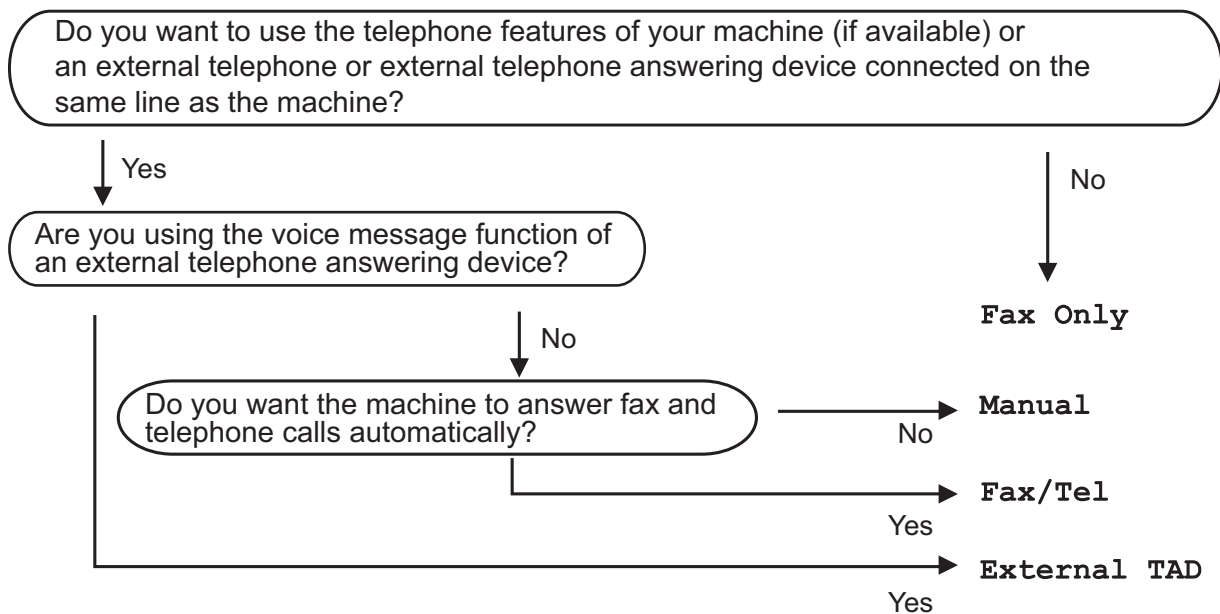 Do you want to use the telephone features of your machine (if available) or
an external telephone or external telephone answering device connected on the
same line as the machine?
Yes
No
Are you using the voice message function of
an external telephone answering device?
Fax Only
No
Do you want the machine to answer fax and
telephone calls automatically?
Manual
No
Fax/Tel
Yes
External TAD
Yes